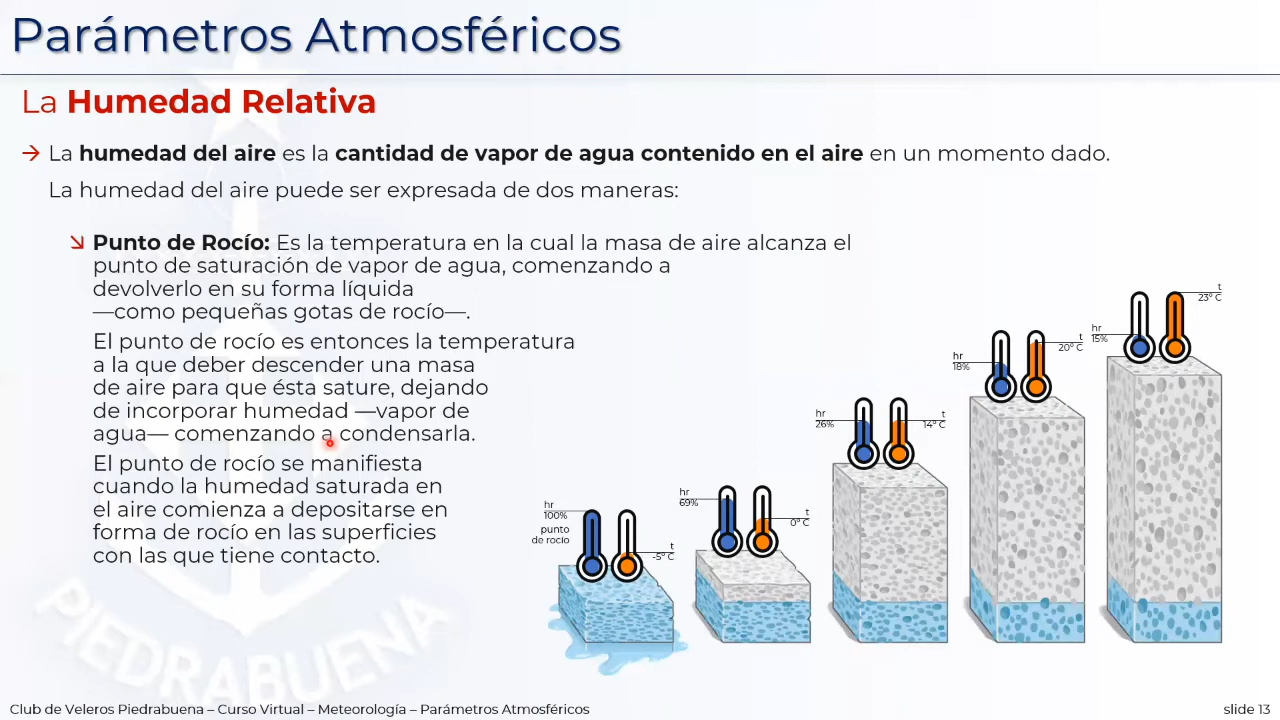 Parámetros Atmosféricos
La Humedad Relativa
→ La humedad del aire es la cantidad de vapor de agua contenido en el aire en un momento dado.
La humedad del aire puede ser expresada de dos maneras:
↘ Punto de Rocío: Es la temperatura en la cual la masa de aire alcanza el
punto de saturación de vapor de agua, comenzando a
devolverlo en su forma líquida
—como pequeñas gotas de rocío—.
El punto de rocío es entonces la temperatura
a la que deber descender una masa
de aire para que ésta sature, dejando
de incorporar humedad —vapor de
agua— comenzando a condensarla.
El punto de rocío se manifiesta
cuando la humedad saturada en
el aire comienza a depositarse en
forma de rocío en las superficies
con las que tiene contacto.
hr
100%
punto
de rocío
t
-5º C
hr
69%
t
0º C
hr
26%
t
14º C
hr
18%
t
20º C
hr
15%
t
23º C
PIEDRABUENA
Club de Veleros Piedrabuena – Curso Virtual – Meteorología – Parámetros Atmosféricos
slide 13